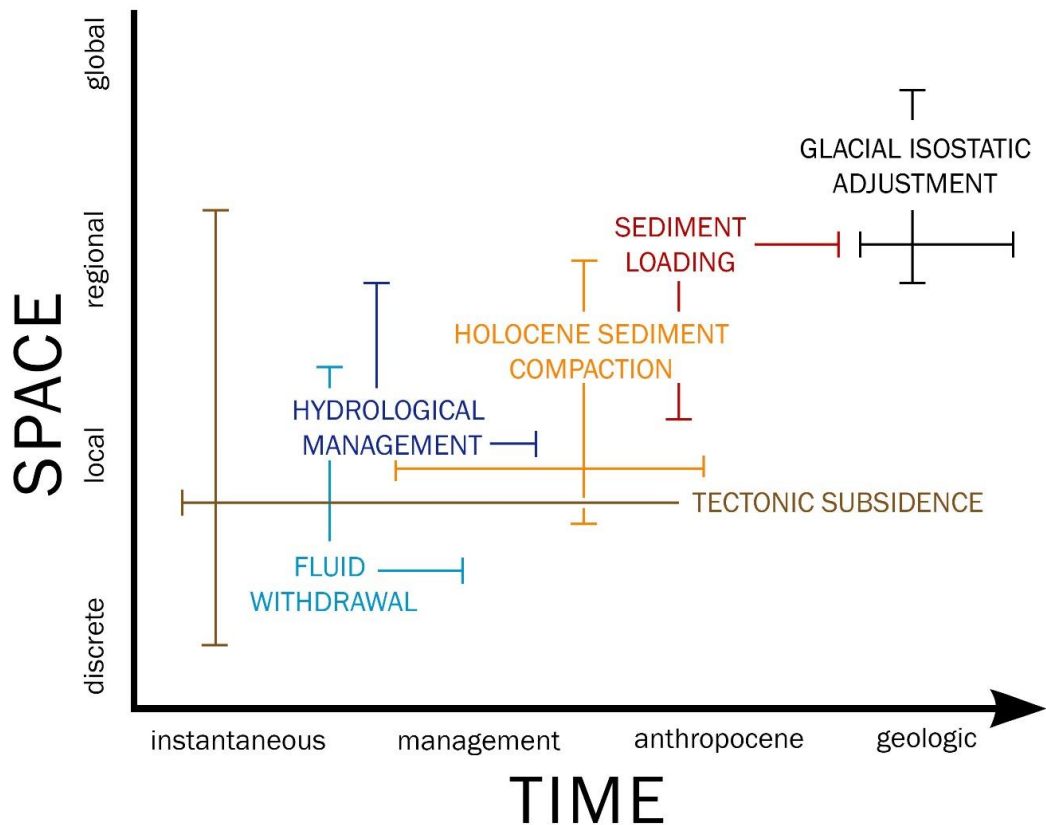 SPACE
global
regional
local
discrete
GLACIAL ISOSTATIC
ADJUSTMENT
SEDIMENT
LOADING
HOLOCENE SEDIMENT
COMPACTION
HYDROLOGICAL
MANAGEMENT
TECTONIC SUBSIDENCE
FLUID
WITHDRAWAL
instantaneous
management
anthropocene
geologic
TIME